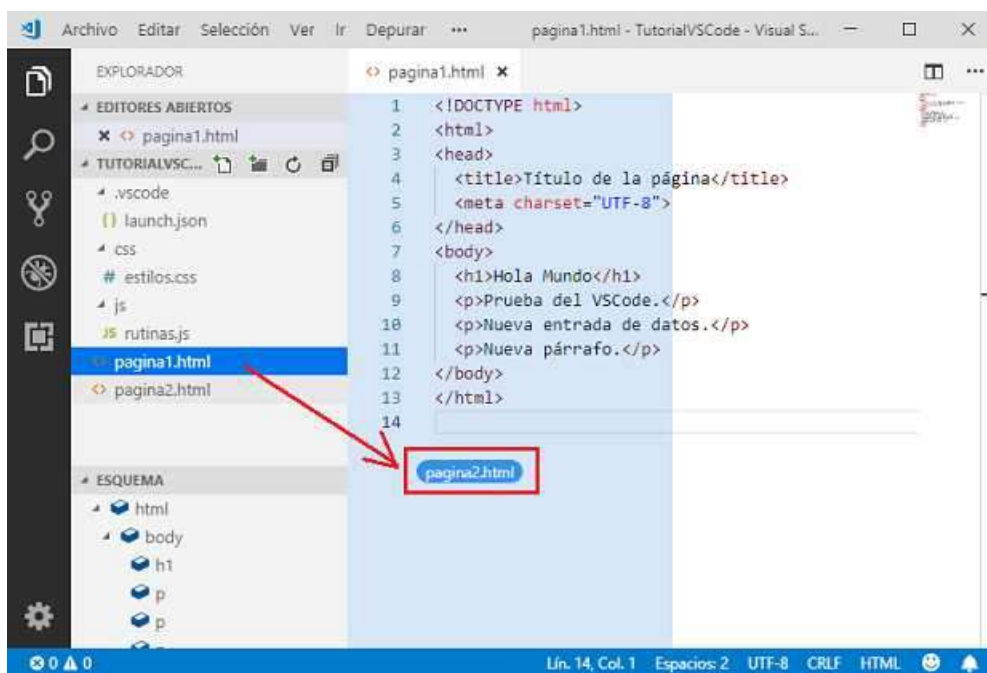 Archivo Editar Selección Ver Ir Depurar ••• pagina1.html - TutorialVSCode - Visual S...
EXPLORADOR
EDITORES ABIERTOS
pagina1.html
TUTORIALVSC...
.vscode
{} launch.json
css
# estilos.css
js
JS rutinas.js
<> pagina1.html
<> pagina2.html
ESQUEMA
html
body
h1
p
p
<> pagina1.html
1 <!DOCTYPE html>
2 <html>
3 <head>
4 <title>Título de la página</title>
5 <meta charset="UTF-8">
6 </head>
7 <body>
8 <h1>Hola Mundo</h1>
9 <p>Prueba del VSCode.</p>
10 <p>Nueva entrada de datos.</p>
11 <p>Nueva párrafo.</p>
12 </body>
13 </html>
14
pagina2.html
0 0 Lín. 14, Col. 1 Espacios: 2 UTF-8 CRLF HTML